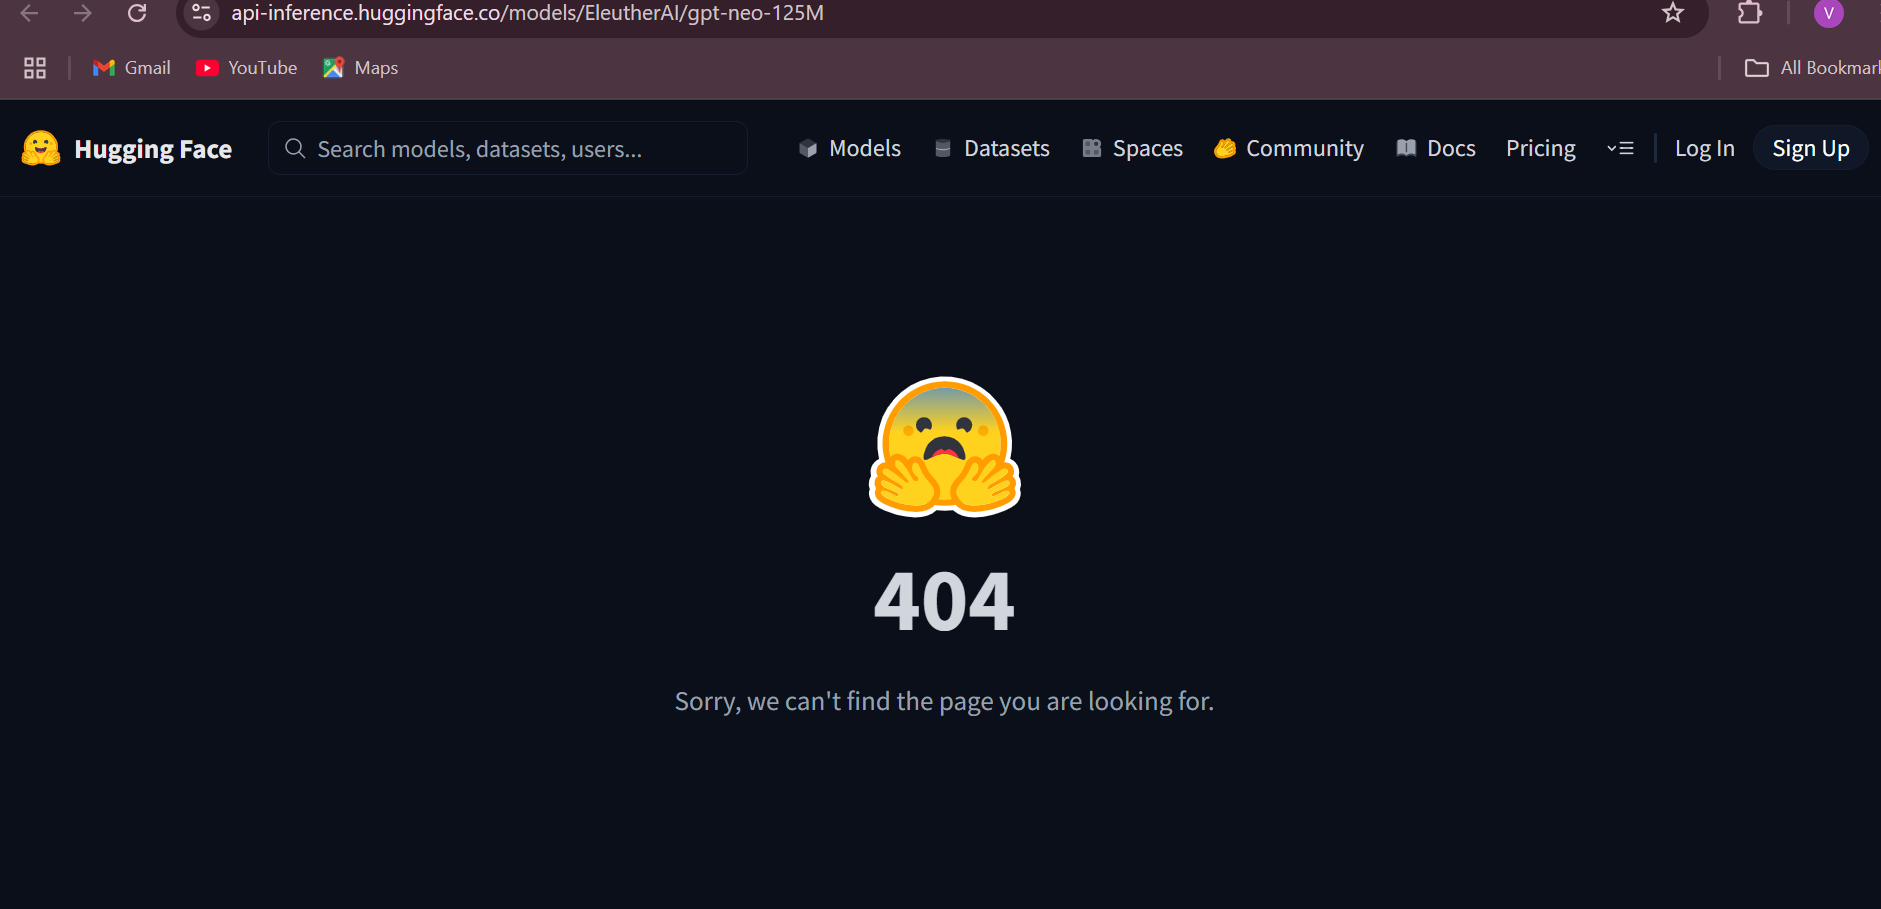 api-inference.huggingface.co/models/EleutherAI/gpt-neo-125M
V
Gmail
YouTube
Maps
All Bookmark
Hugging Face
Search models, datasets, users...
Models
Datasets
Spaces
Community
Docs
Pricing
Log In
Sign Up
404
Sorry, we can't find the page you are looking for.